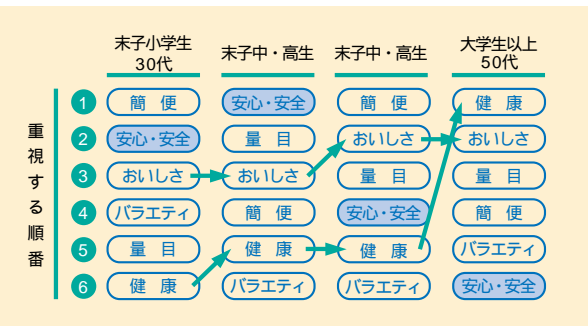 末子小学生
30代
末子中・高生
末子中・高生
大学生以上
50代
重視する順番
1 簡便 安心・安全 簡便 健康
2 安心・安全 量目 おいしさ おいしさ
3 おいしさ おいしさ 量目 量目
4 バラエティ 簡便 安心・安全 簡便
5 量目 健康 健康 バラエティ
6 健康 バラエティ バラエティ 安心・安全